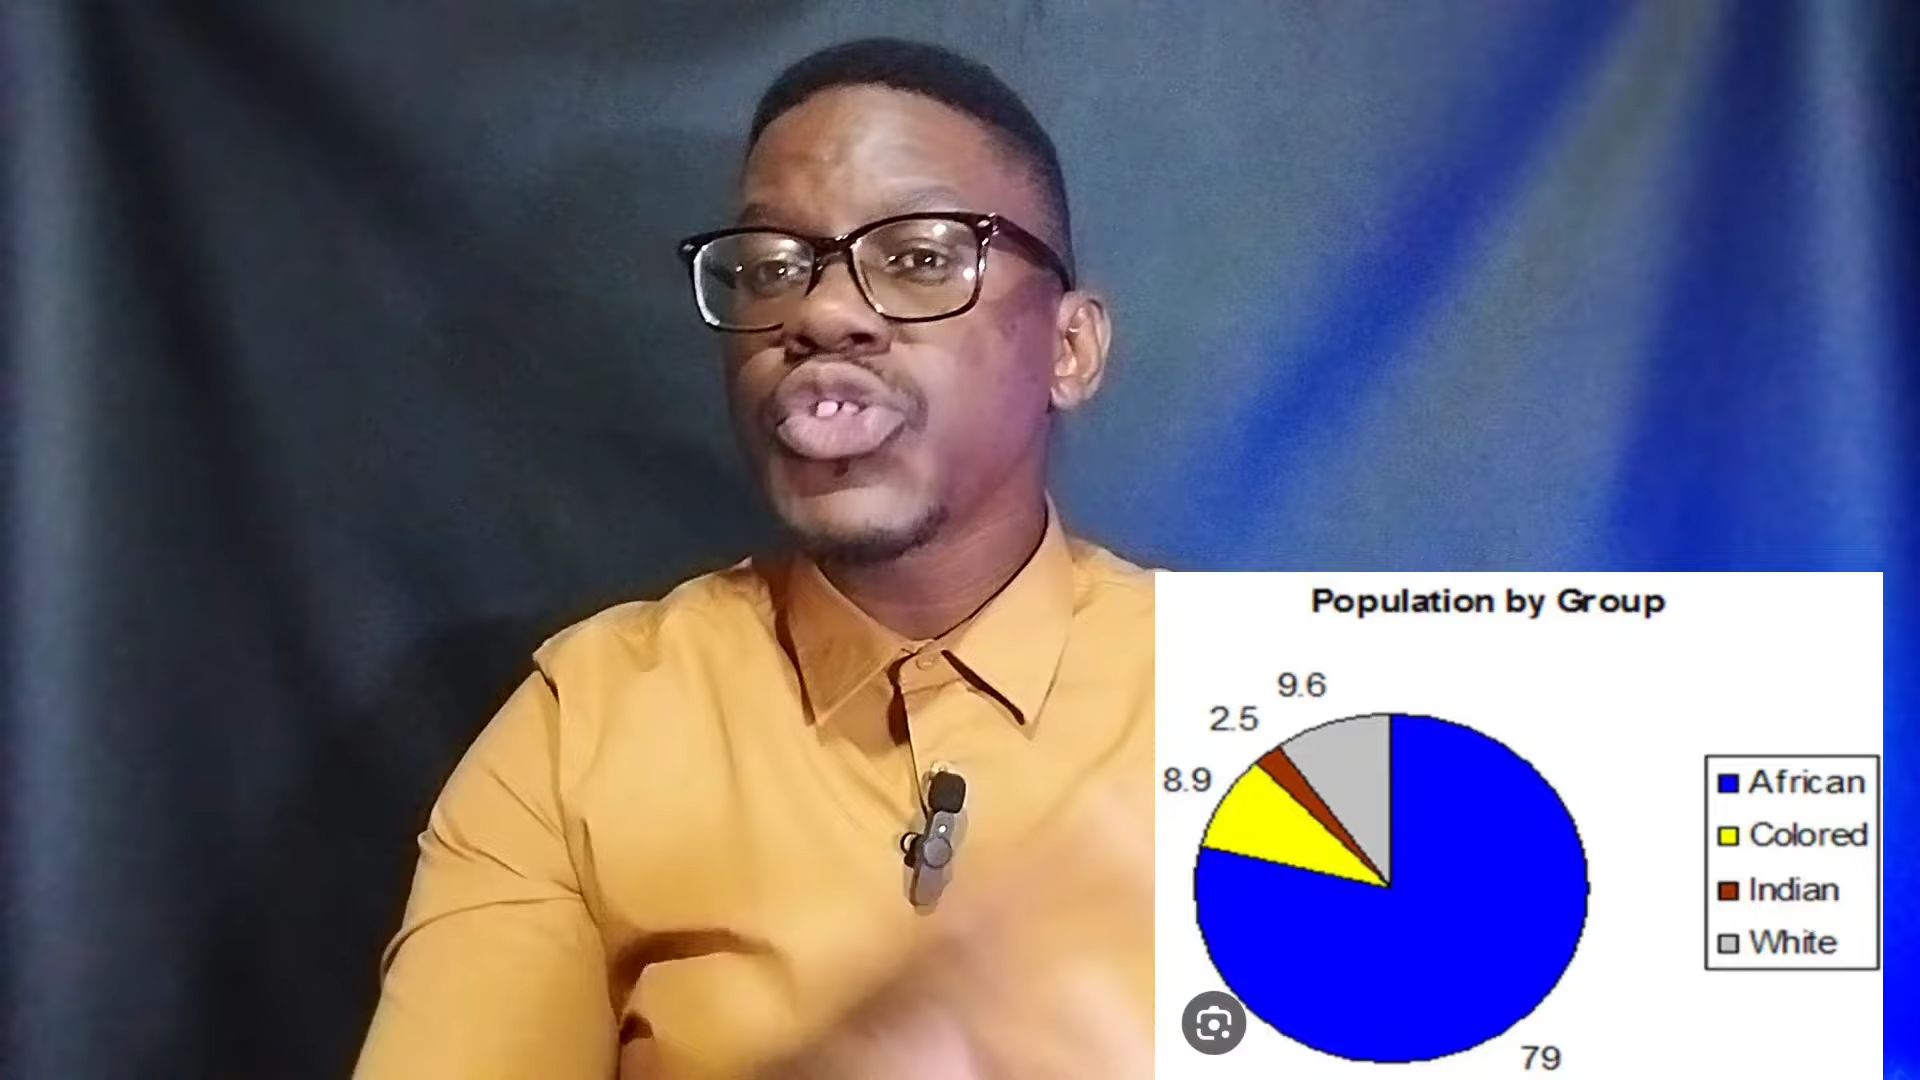 Population by Group
9.6
2.5
8.9
79
African
Colored
Indian
White